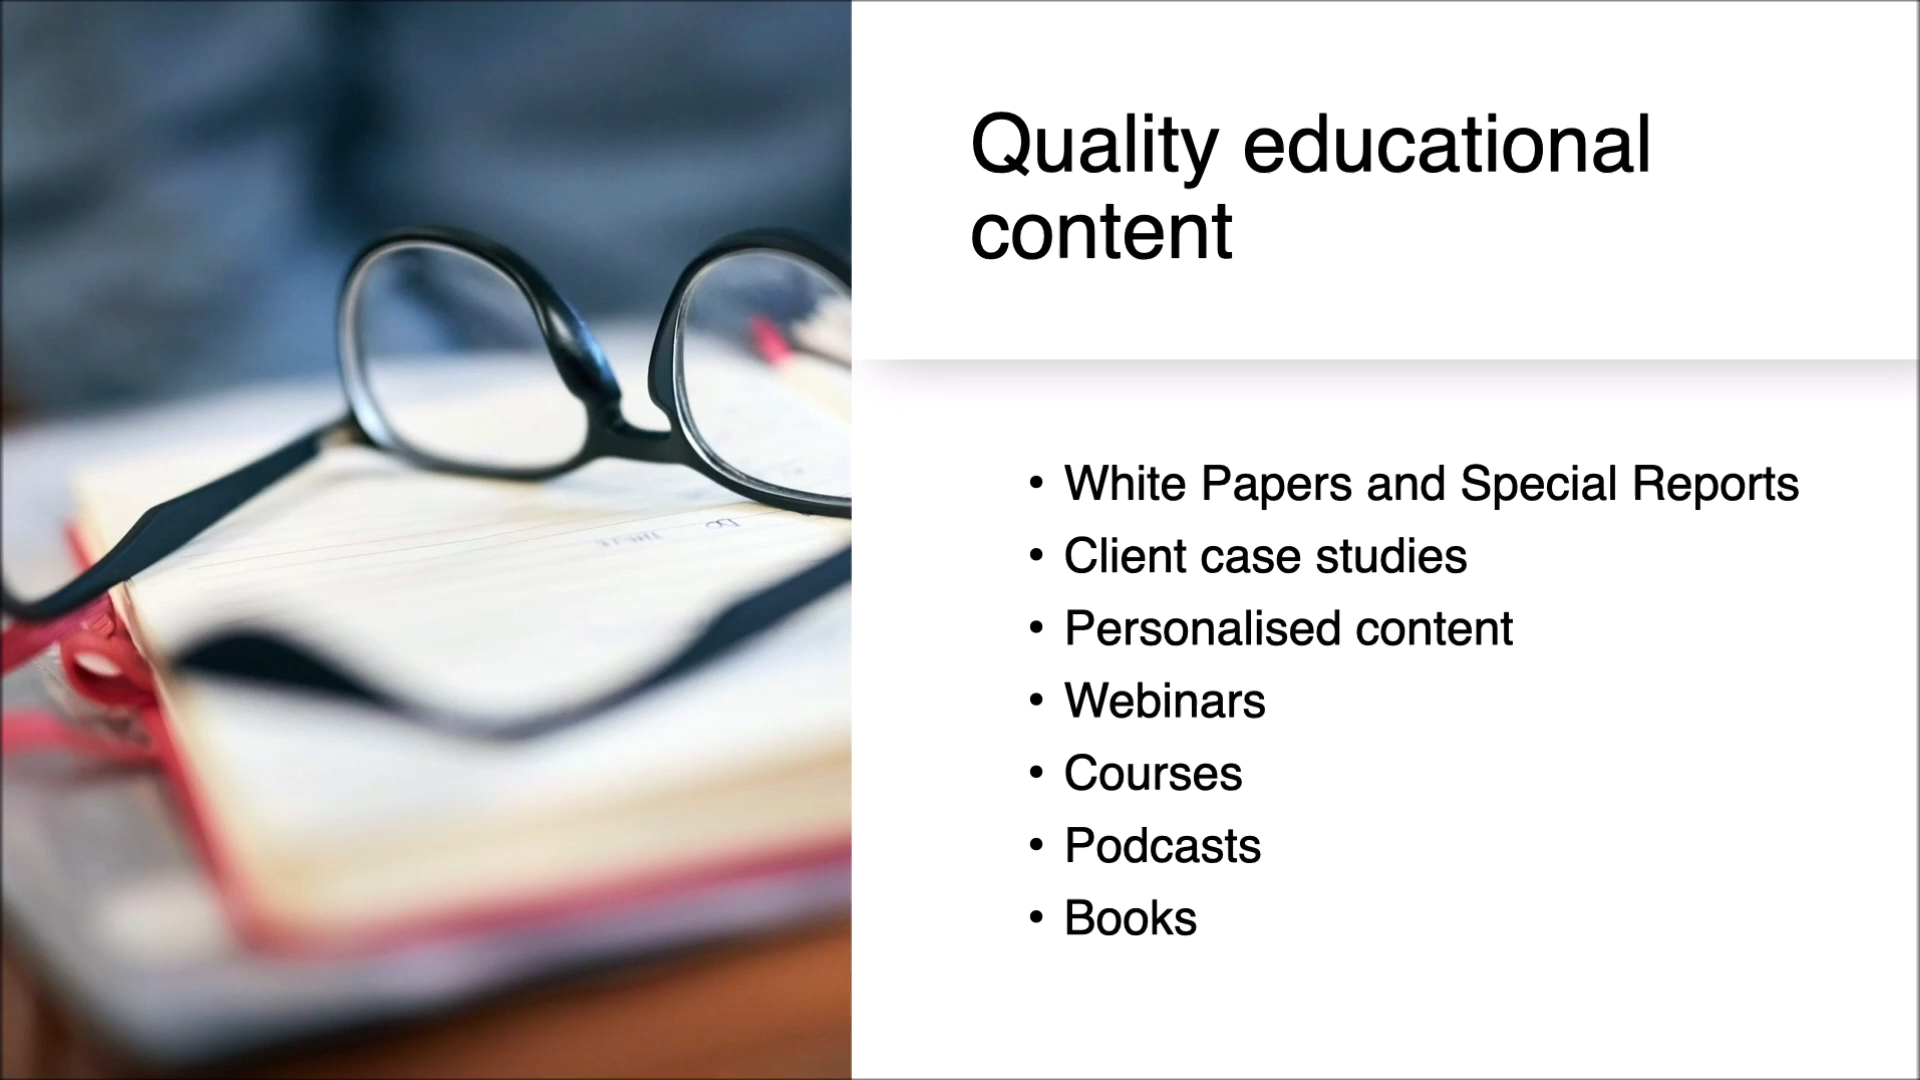 Quality educational
content
• White Papers and Special Reports
• Client case studies
• Personalised content
• Webinars
• Courses
• Podcasts
• Books